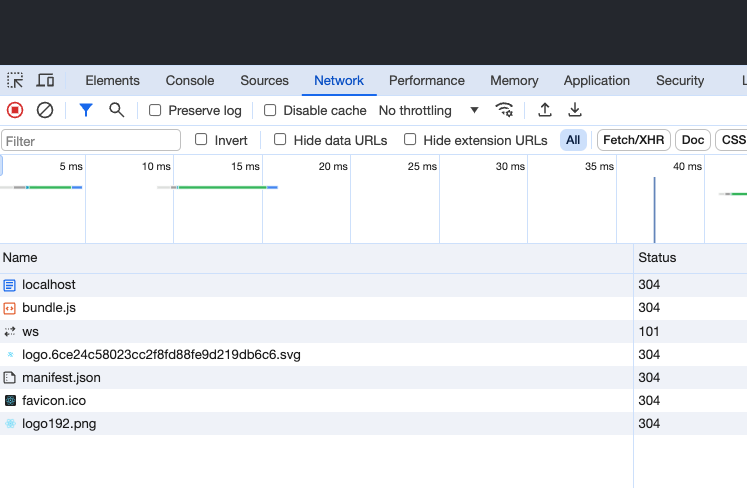 Elements Console Sources Network Performance Memory Application Security
Preserve log Disable cache No throttling
Filter Invert Hide data URLs Hide extension URLs All Fetch/XHR Doc CSS
5 ms 10 ms 15 ms 20 ms 25 ms 30 ms 35 ms 40 ms
Name Status
localhost 304
bundle.js 304
ws 101
logo.6ce24c58023cc2f8fd88fe9d219db6c6.svg 304
manifest.json 304
favicon.ico 304
logo192.png 304